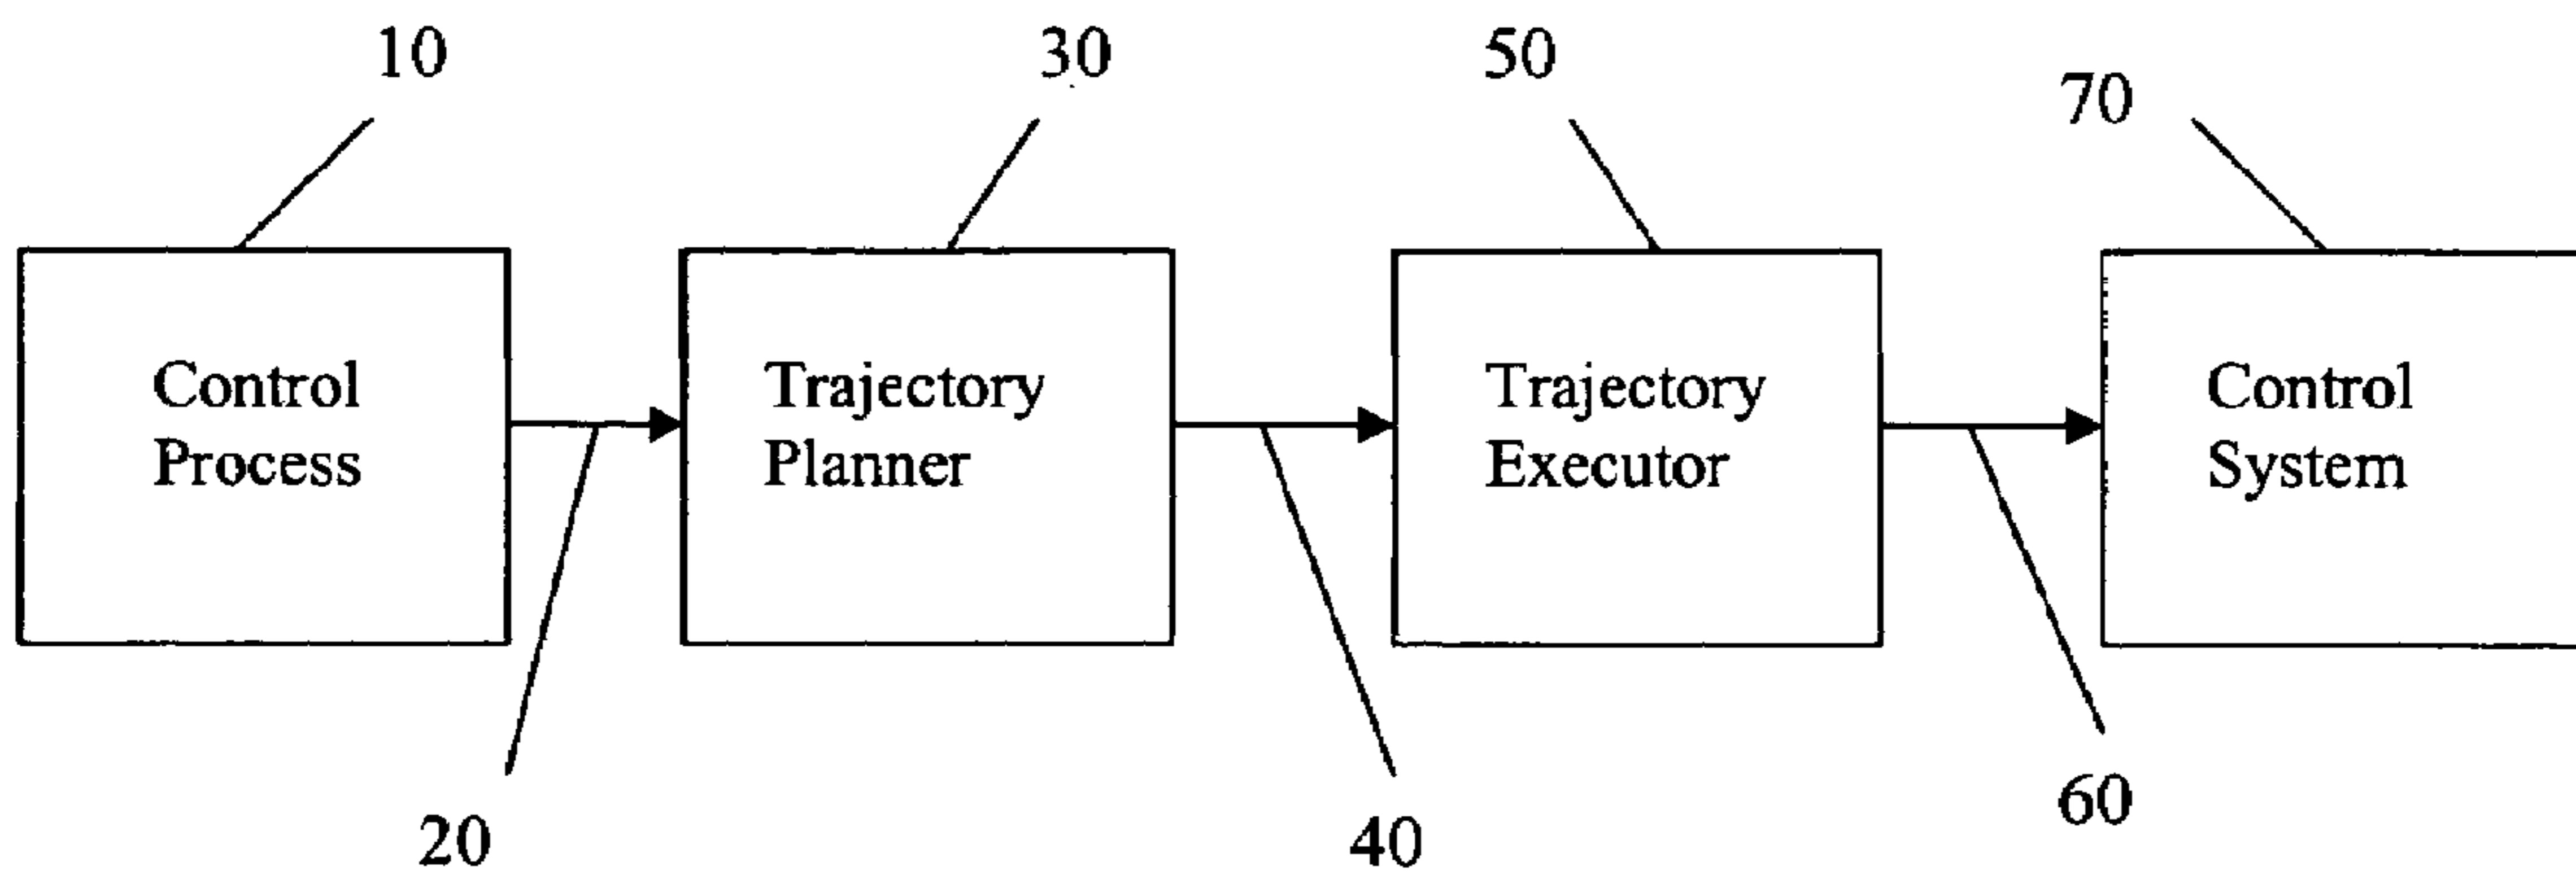 10
30
50
70
Control
Process
Trajectory
Planner
Trajectory
Executor
Control
System
20
40
60